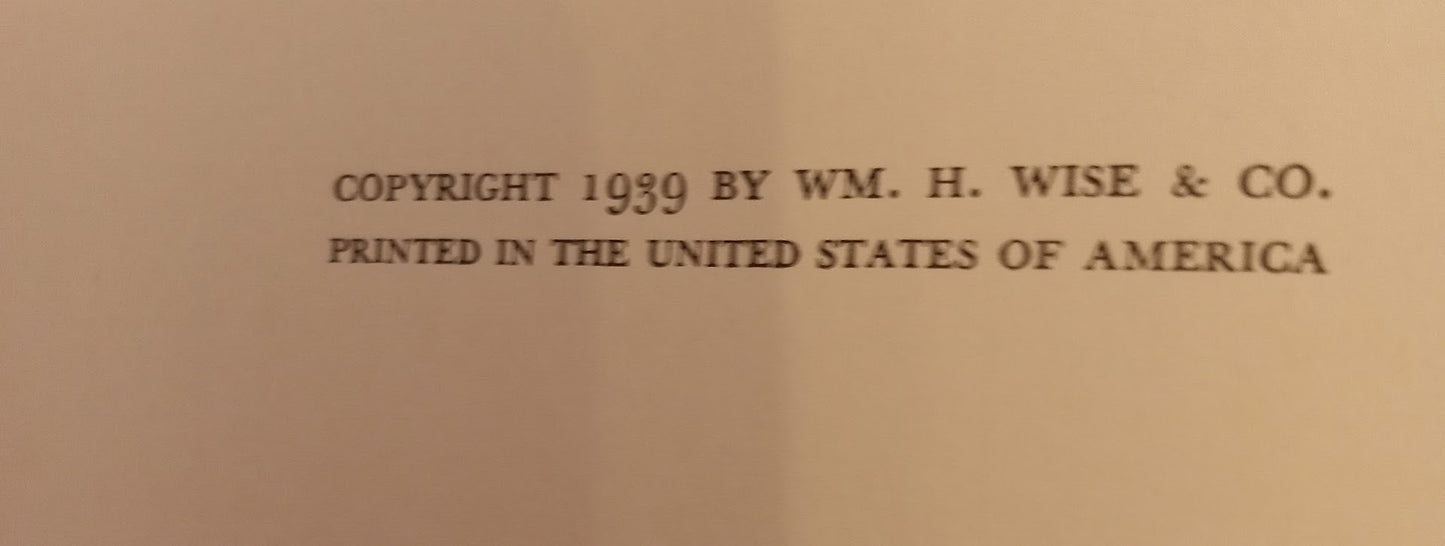 COPYRIGHT 1939 BY WM. H. WISE & CO.
PRINTED IN THE UNITED STATES OF AMERICA